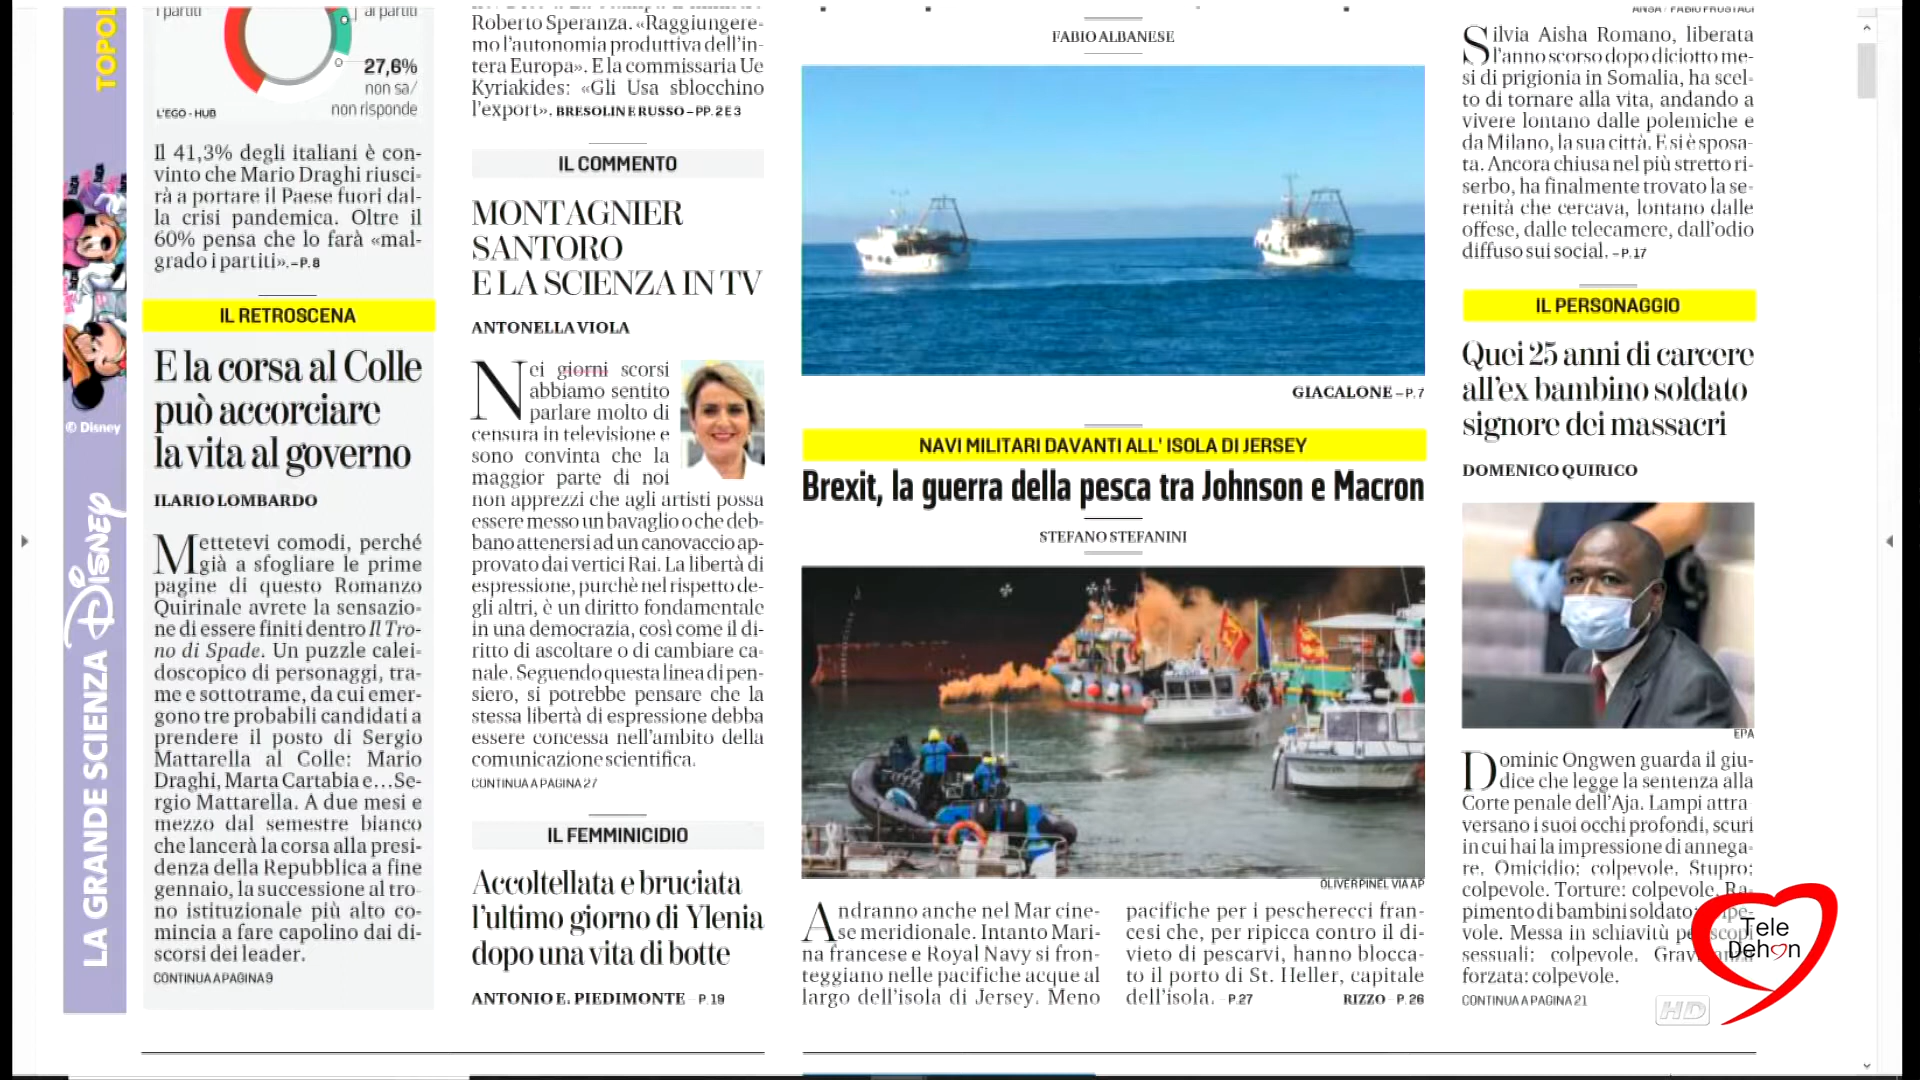 TOPOL
© Disney
LA GRANDE SCIENZA DISNEY
i partiti
ai partiti
27,6%
non sa/
non risponde
L'EGO - HUB
Il 41,3% degli italiani è con-
vinto che Mario Draghi riusci-
rà a portare il Paese fuori dal-
la crisi pandemica. Oltre il
60% pensa che lo farà «mal-
grado i partiti». – P. 8
IL RETROSCENA
E la corsa al Colle
può accorciare
la vita al governo
ILARIO LOMBARDO
Mettetevi comodi, perché
già a sfogliare le prime
pagine di questo Romanzo
Quirinale avrete la sensazio-
ne di essere finiti dentro Il Tro-
no di Spade. Un puzzle calei-
doscopico di personaggi, tra-
me e sottotrame, da cui emer-
gono tre probabili candidati a
prendere il posto di Sergio
Mattarella al Colle: Mario
Draghi, Marta Cartabia e…Se-
rgio Mattarella. A due mesi e
mezzo dal semestre bianco
che lancerà la corsa alla presi-
denza della Repubblica a fine
gennaio, la successione al tro-
no istituzionale più alto co-
mincia a fare capolino dai di-
scorsi dei leader.
CONTINUA A PAGINA 9
Roberto Speranza. «Raggiungere-
mo l'autonomia produttiva dell'in-
tera Europa». E la commissaria Ue
Kyriakides: «Gli Usa sblocchino
l'export». BRESOLIN E RUSSO – PP. 2 E 3
IL COMMENTO
MONTAGNIER
SANTORO
E LA SCIENZA IN TV
ANTONELLA VIOLA
Nei giorni scorsi
abbiamo sentito
parlare molto di
censura in televisione e
sono convinta che la
maggior parte di noi
non apprezzi che agli artisti possa
essere messo un bavaglio o che deb-
bano attenersi ad un canovaccio ap-
provato dai vertici Rai. La libertà di
espressione, purchè nel rispetto de-
gli altri, è un diritto fondamentale
in una democrazia, così come il di-
ritto di ascoltare o di cambiare ca-
nale. Seguendo questa linea di pen-
siero, si potrebbe pensare che la
stessa libertà di espressione debba
essere concessa nell'ambito della
comunicazione scientifica.
CONTINUA A PAGINA 27
IL FEMMINICIDIO
Accoltellata e bruciata
l'ultimo giorno di Ylenia
dopo una vita di botte
ANTONIO E. PIEDIMONTE – P. 19
FABIO ALBANESE
GIACALONE – P. 7
NAVI MILITARI DAVANTI ALL' ISOLA DI JERSEY
Brexit, la guerra della pesca tra Johnson e Macron
STEFANO STEFANINI
OLIVER PINEL VIA AP
Andranno anche nel Mar cine-
se meridionale. Intanto Mari-
na francese e Royal Navy si fron-
teggiano nelle pacifiche acque al
largo dell'isola di Jersey. Meno
pacifiche per i pescherecci fran-
cesi che, per ripicca contro il di-
vieto di pescarvi, hanno blocca-
to il porto di St. Heller, capitale
dell'isola. – P. 27
RIZZO – P. 26
ANSA / FABIO FRUSTACI
Silvia Aisha Romano, liberata
l'anno scorso dopo diciotto me-
si di prigionia in Somalia, ha scel-
to di tornare alla vita, andando a
vivere lontano dalle polemiche e
da Milano, la sua città. E si è sposa-
ta. Ancora chiusa nel più stretto ri-
serbo, ha finalmente trovato la se-
renità che cercava, lontano dalle
offese, dalle telecamere, dall'odio
diffuso sui social. – P. 17
IL PERSONAGGIO
Quei 25 anni di carcere
all'ex bambino soldato
signore dei massacri
DOMENICO QUIRICO
EPA
Dominic Ongwen guarda il giu-
dice che legge la sentenza alla
Corte penale dell'Aja. Lampi attra
versano i suoi occhi profondi, scuri
in cui hai la impressione di annega-
re. Omicidio: colpevole. Stupro:
colpevole. Torture: colpevole. Ra-
pimento di bambini soldato: colpe-
vole. Messa in schiavitù per scopi
sessuali: colpevole. Gravidanza
forzata: colpevole.
CONTINUA A PAGINA 21
Tele
Dehon
HD